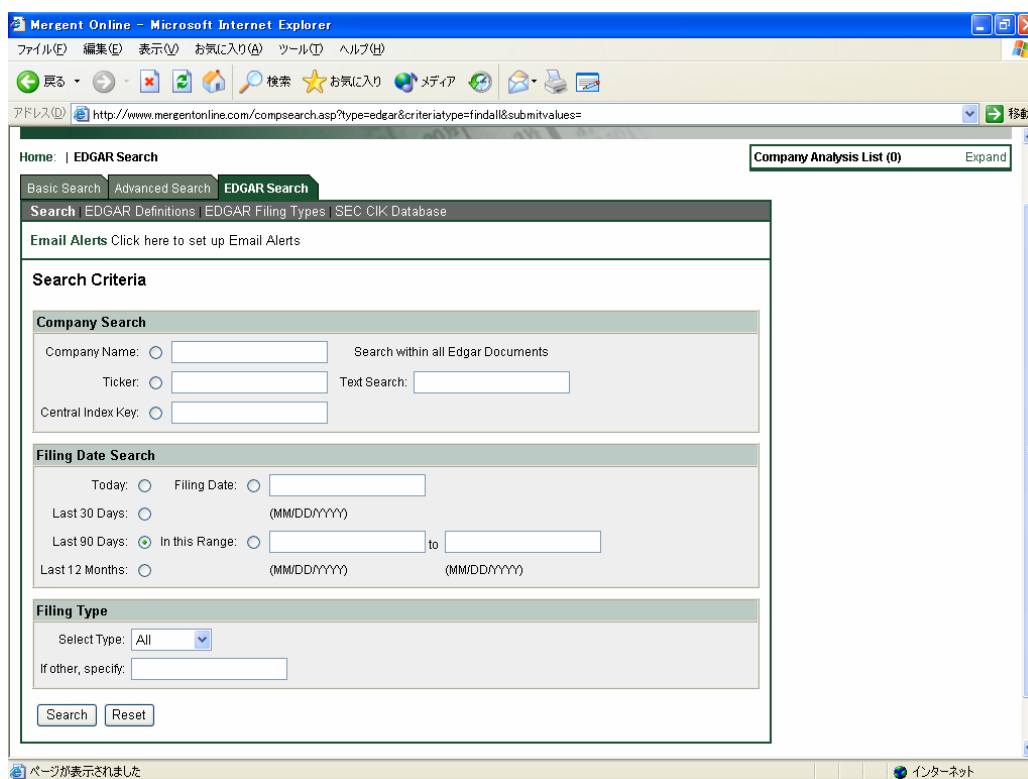 Mergent Online - Microsoft Internet Explorer
ファイル(F) 編集(E) 表示(V) お気に入り(A) ツール(T) ヘルプ(H)
戻る 検索 お気に入り メディア
アドレス(D) http://www.mergentonline.com/compsearch.asp?type=edgar&criteriatype=findall&submitvalues= 移動
Home: | EDGAR Search
Company Analysis List (0) Expand
Basic Search Advanced Search EDGAR Search
Search | EDGAR Definitions | EDGAR Filing Types | SEC CIK Database
Email Alerts Click here to set up Email Alerts
Search Criteria
Company Search
Company Name: Search within all Edgar Documents
Ticker: Text Search:
Central Index Key:
Filing Date Search
Today: Filing Date:
Last 30 Days: (MM/DD/YYYY)
Last 90 Days: In this Range: to
Last 12 Months: (MM/DD/YYYY) (MM/DD/YYYY)
Filing Type
Select Type: All
If other, specify:
Search Reset
ページが表示されました インターネット